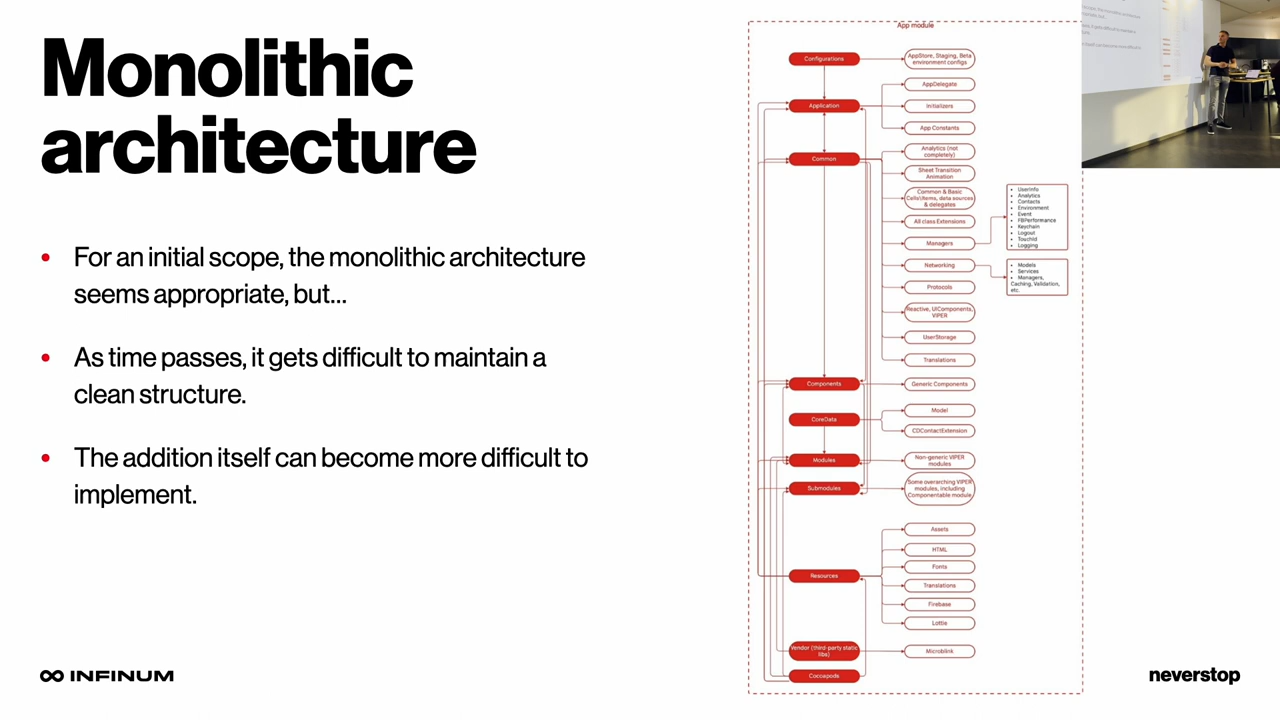 Monolithic
architecture
• For an initial scope, the monolithic architecture
seems appropriate, but...
• As time passes, it gets difficult to maintain a
clean structure.
• The addition itself can become more difficult to
implement.
INFINUM
neverstop
App module
Configurations
AppStore, Staging, Beta
environment configs
Application
AppDelegate
Initializers
App Constants
Common
Analytics (not
completely)
Sheet Transition
Animation
Common & Basic
Cells\Items, data sources
& delegates
All class Extensions
Managers
• UserInfo
• Analytics
• Contacts
• Environment
• Event
• FBPerformance
• Keychain
• Logout
• TouchId
• Logging
Networking
• Models
• Services
• Managers,
Caching, Validation,
etc.
Protocols
Reactive, UIComponents,
VIPER
UserStorage
Translations
Components
Generic Components
CoreData
Model
CDContactExtension
Modules
Non-generic VIPER
modules
Submodules
Some overarching VIPER
modules, including
Componentable module
Resources
Assets
HTML
Fonts
Translations
Firebase
Lottie
Vendor (third-party static
libs)
Microblink
Cocoapods